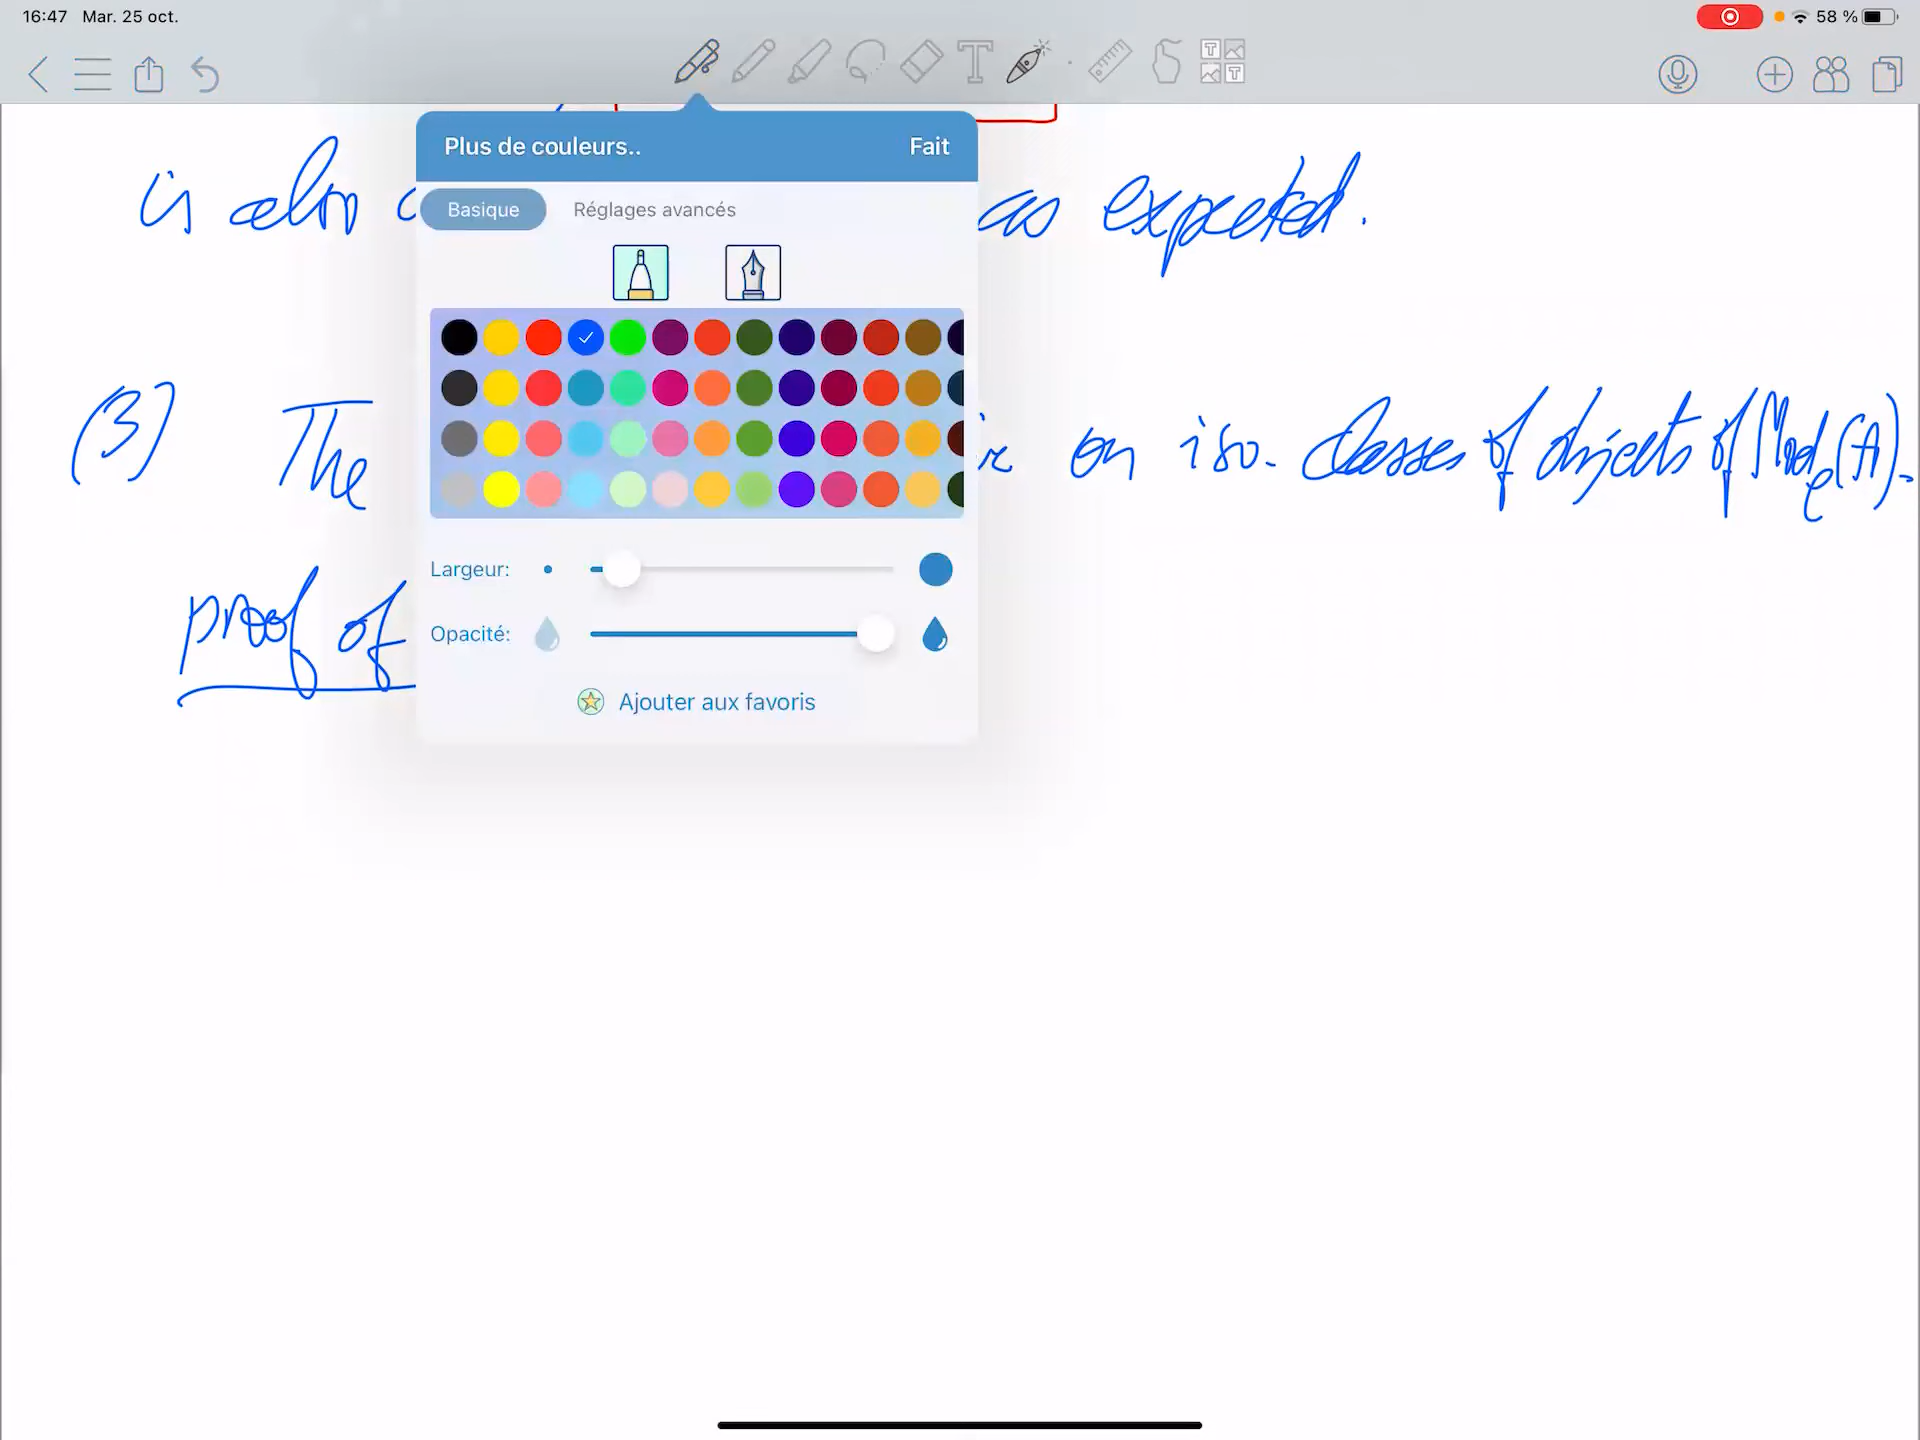 16:47 Mar. 25 oct. 58 %
Plus de couleurs.. Fait
is also as expected.
Basique Réglages avancés
(3) The on iso. classes of objects of Mod_C(A).
Largeur:
proof of
Opacité:
Ajouter aux favoris